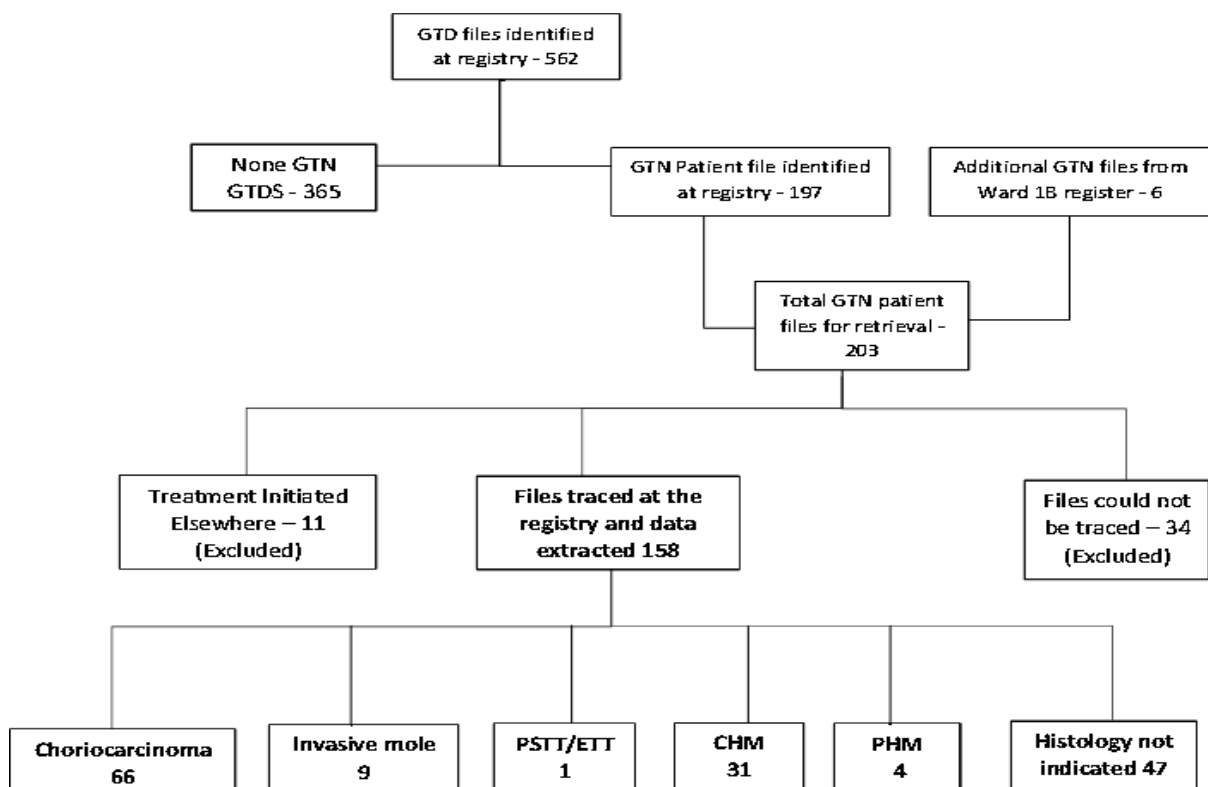 GTD files identified
at registry - 562
None GTN
GTDS - 365
GTN Patient file identified
at registry - 197
Additional GTN files from
Ward 1B register - 6
Total GTN patient
files for retrieval -
203
Treatment Initiated
Elsewhere – 11
(Excluded)
Files traced at the
registry and data
extracted 158
Files could not
be traced – 34
(Excluded)
Choriocarcinoma
66
Invasive mole
9
PSTT/ETT
1
CHM
31
PHM
4
Histology not
indicated 47